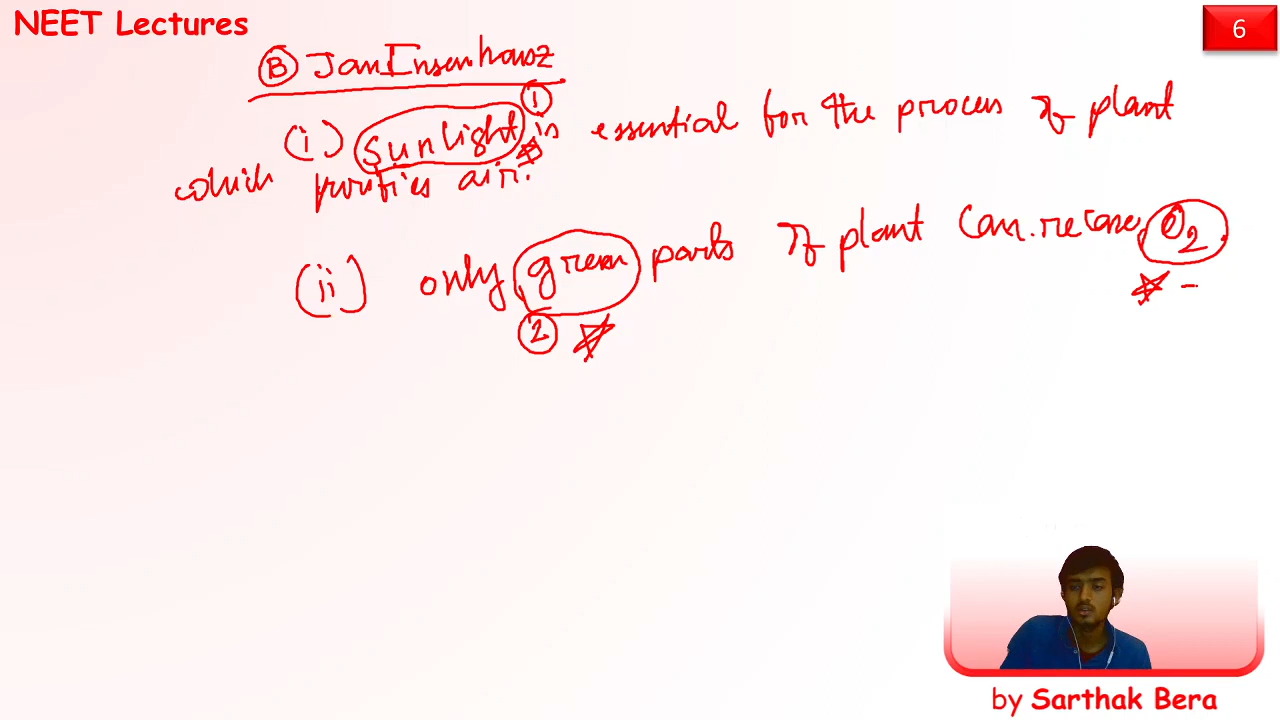 NEET Lectures
6
B Jan Ingenhousz
1
(i) Sunlight is essential for the process of plant
which purifies air.
(ii) only green parts of plant can release O2.
2
by Sarthak Bera